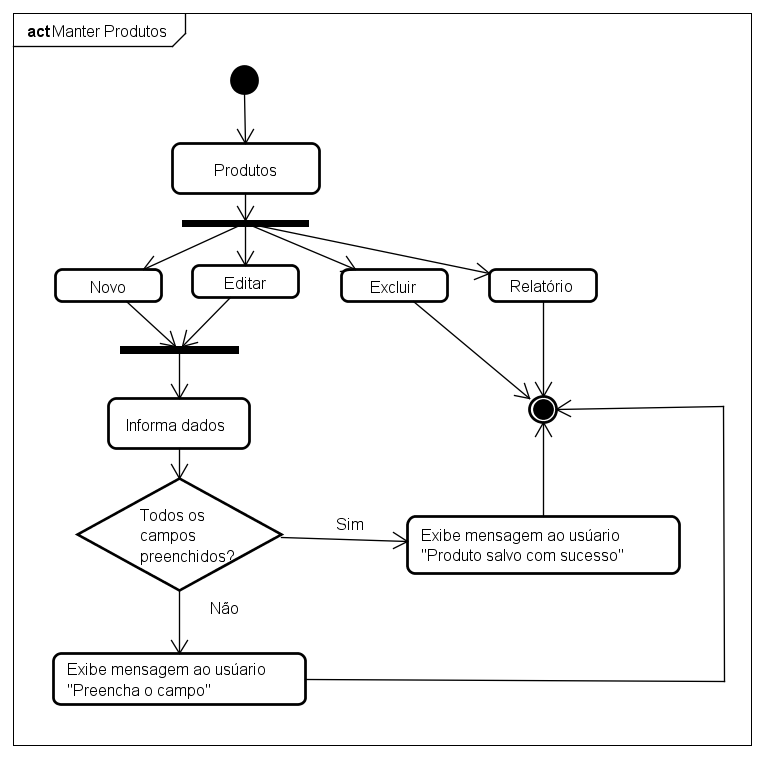 act Manter Produtos
Produtos
Novo
Editar
Excluir
Relatório
Informa dados
Todos os
campos
preenchidos?
Sim
Exibe mensagem ao usúario
"Produto salvo com sucesso"
Não
Exibe mensagem ao usúario
"Preencha o campo"